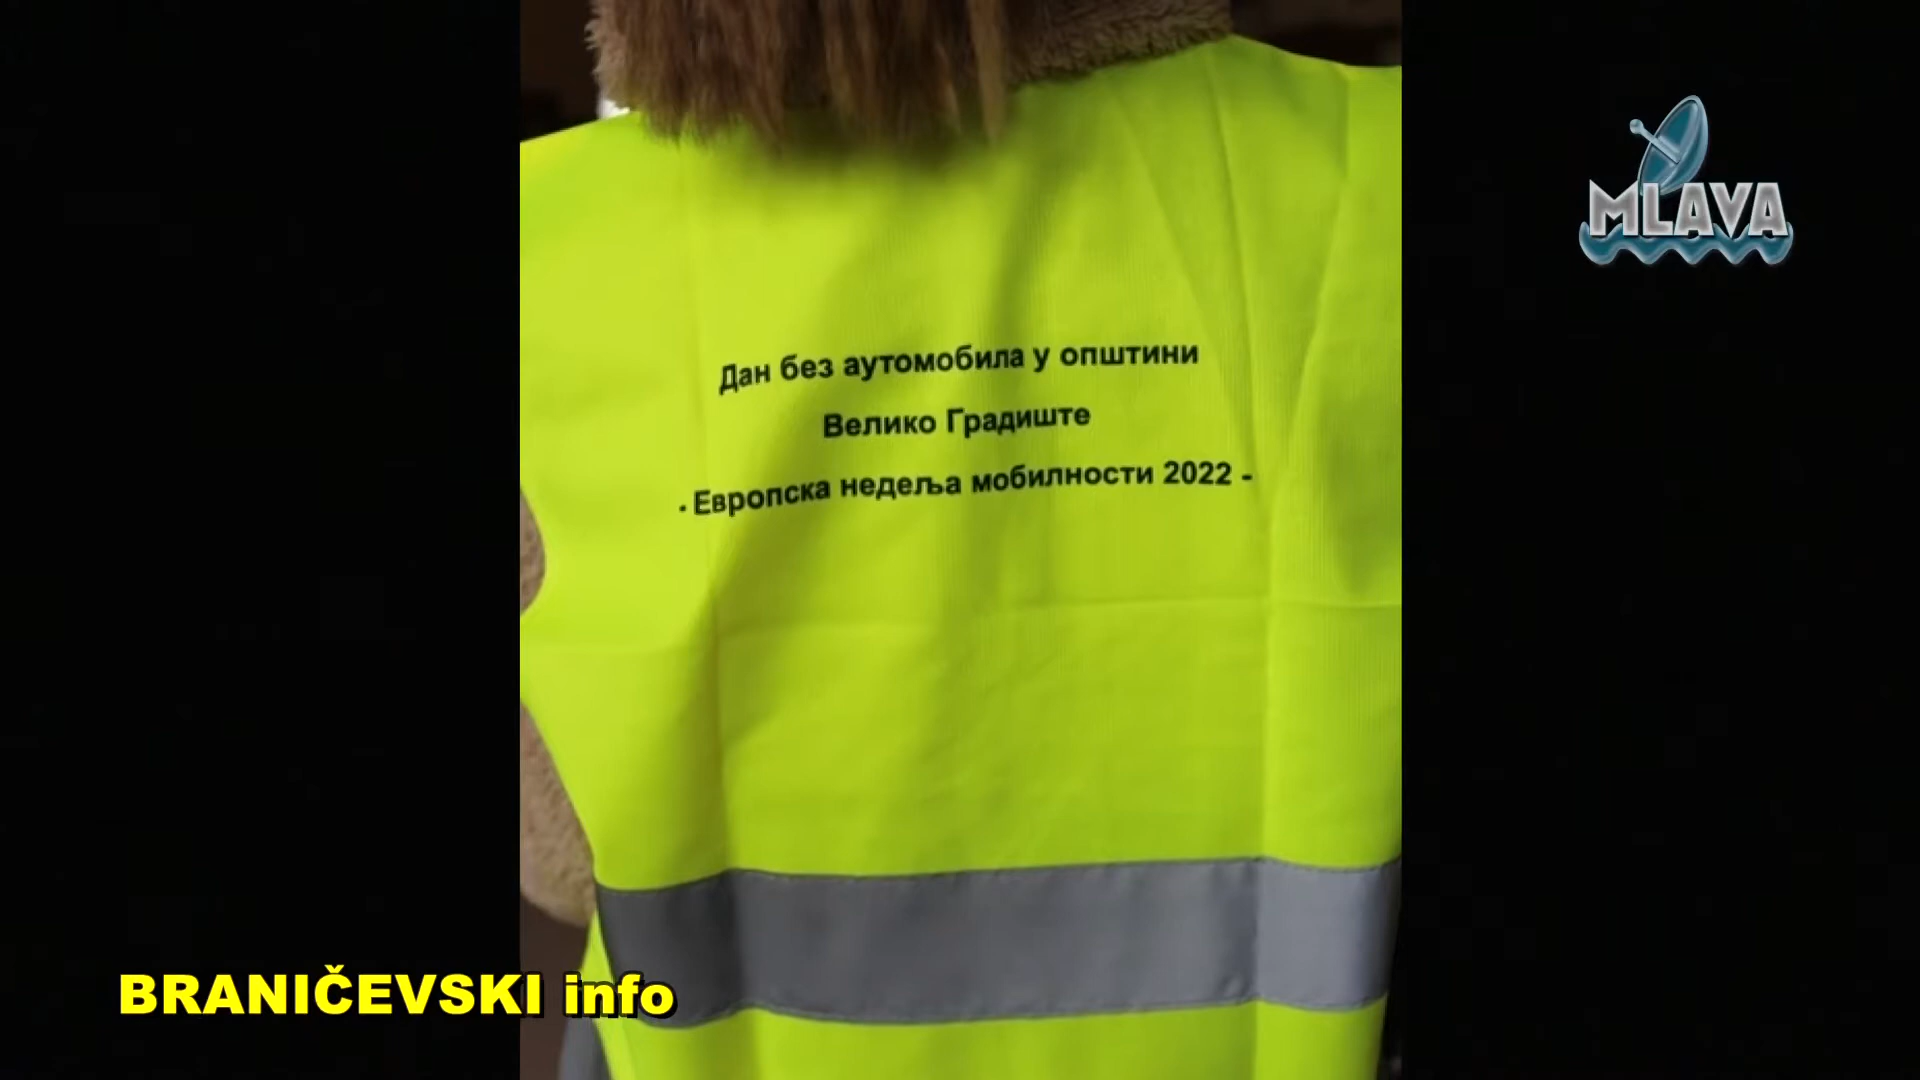 MLAVA
Дан без аутомобила у општини
Велико Градиште
- Европска недеља мобилности 2022 -
BRANIČEVSKI info